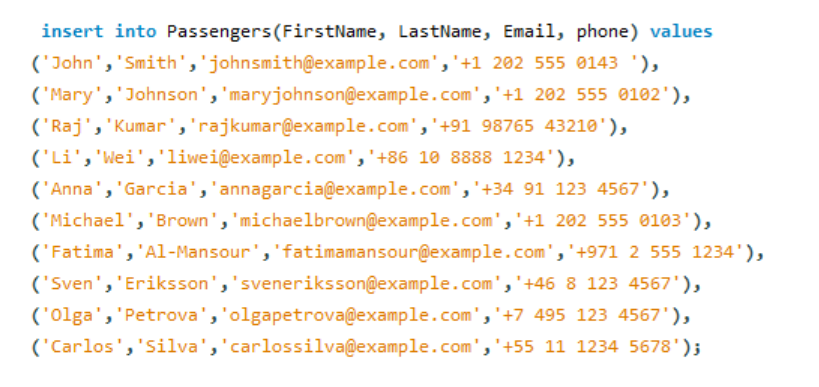 insert into Passengers(FirstName, LastName, Email, phone) values
('John','Smith','johnsmith@example.com','+1 202 555 0143 '),
('Mary','Johnson','maryjohnson@example.com','+1 202 555 0102'),
('Raj','Kumar','rajkumar@example.com','+91 98765 43210'),
('Li','Wei','liwei@example.com','+86 10 8888 1234'),
('Anna','Garcia','annagarcia@example.com','+34 91 123 4567'),
('Michael','Brown','michaelbrown@example.com','+1 202 555 0103'),
('Fatima','Al-Mansour','fatimamansour@example.com','+971 2 555 1234'),
('Sven','Eriksson','sveneriksson@example.com','+46 8 123 4567'),
('Olga','Petrova','olgapetrova@example.com','+7 495 123 4567'),
('Carlos','Silva','carlossilva@example.com','+55 11 1234 5678');